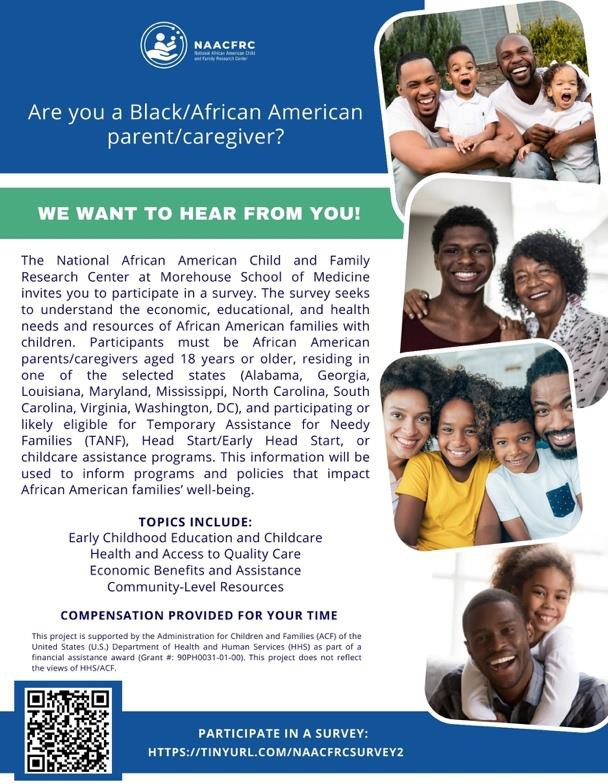 NAACFRC
National African American Child
and Family Research Center
Are you a Black/African American
parent/caregiver?
WE WANT TO HEAR FROM YOU!
The National African American Child and Family
Research Center at Morehouse School of Medicine
invites you to participate in a survey. The survey seeks
to understand the economic, educational, and health
needs and resources of African American families with
children. Participants must be African American
parents/caregivers aged 18 years or older, residing in
one of the selected states (Alabama, Georgia,
Louisiana, Maryland, Mississippi, North Carolina, South
Carolina, Virginia, Washington, DC), and participating or
likely eligible for Temporary Assistance for Needy
Families (TANF), Head Start/Early Head Start, or
childcare assistance programs. This information will be
used to inform programs and policies that impact
African American families’ well-being.
TOPICS INCLUDE:
Early Childhood Education and Childcare
Health and Access to Quality Care
Economic Benefits and Assistance
Community-Level Resources
COMPENSATION PROVIDED FOR YOUR TIME
This project is supported by the Administration for Children and Families (ACF) of the
United States (U.S.) Department of Health and Human Services (HHS) as part of a
financial assistance award (Grant #: 90PH0031-01-00). This project does not reflect
the views of HHS/ACF.
PARTICIPATE IN A SURVEY:
HTTPS://TINYURL.COM/NAACFRCSURVEY2